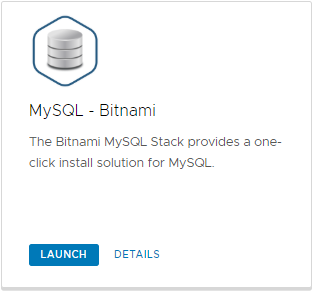 MySQL - Bitnami
The Bitnami MySQL Stack provides a one-
click install solution for MySQL.
LAUNCH DETAILS